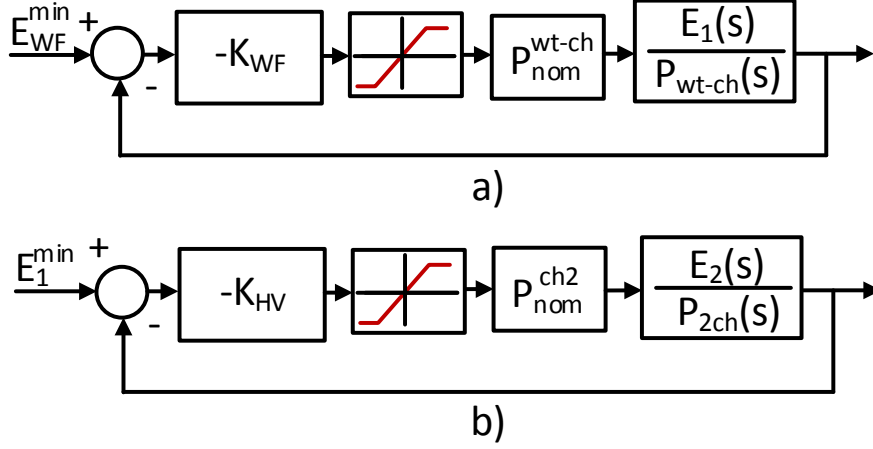 E_WF^min + - -K_WF P_nom^wt-ch E_1(s)/P_wt-ch(s)
a)
E_1^min + - -K_HV P_nom^ch2 E_2(s)/P_2ch(s)
b)